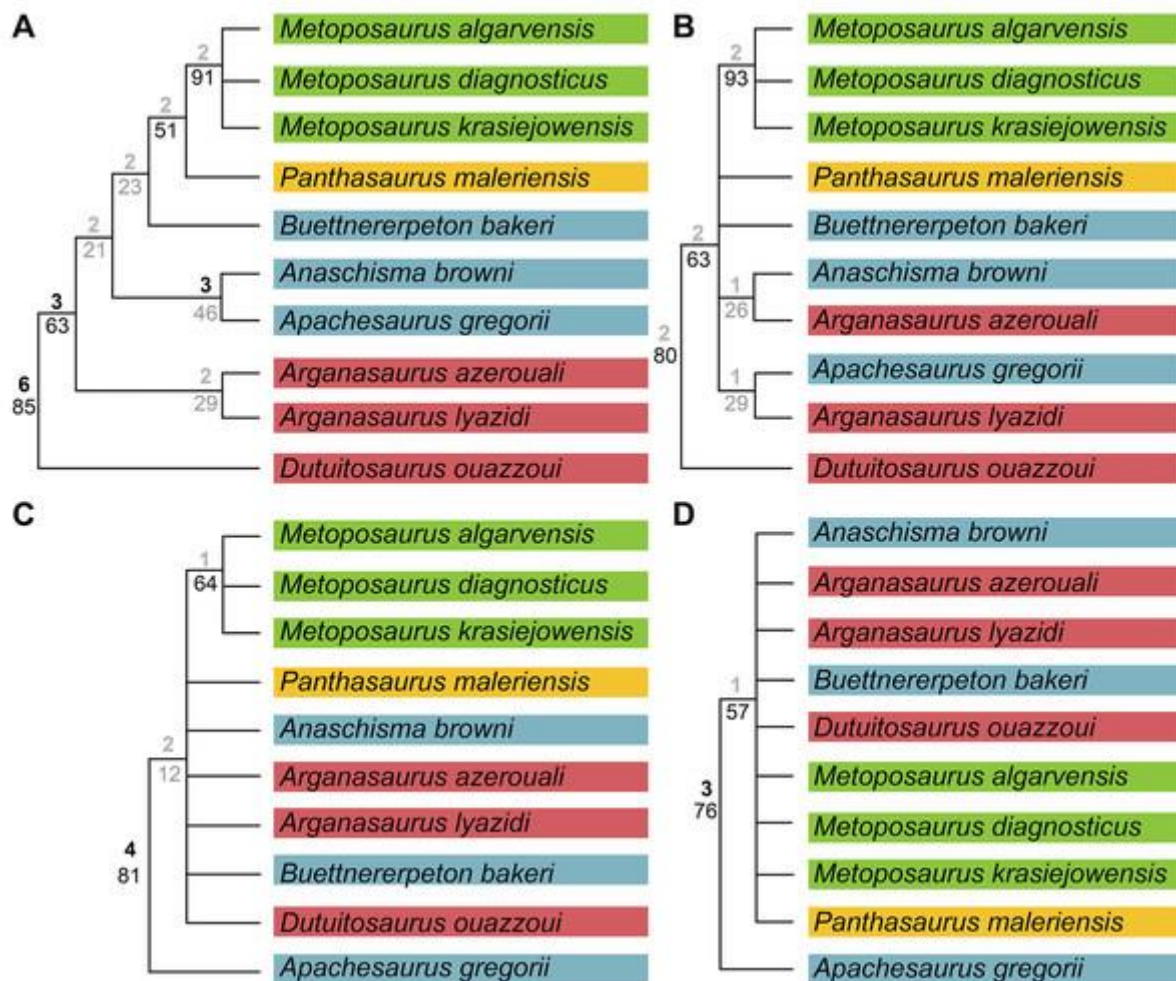 A
Metoposaurus algarvensis
2
91
Metoposaurus diagnosticus
Metoposaurus krasiejowensis
2
51
Panthasaurus maleriensis
2
23
Buettnererpeton bakeri
2
21
Anaschisma browni
3
46
Apachesaurus gregorii
3
63
Arganasaurus azerouali
2
29
Arganasaurus lyazidi
6
85
Dutuitosaurus ouazzoui
B
Metoposaurus algarvensis
2
93
Metoposaurus diagnosticus
Metoposaurus krasiejowensis
Panthasaurus maleriensis
Buettnererpeton bakeri
2
63
Anaschisma browni
1
26
Arganasaurus azerouali
2
80
Apachesaurus gregorii
1
29
Arganasaurus lyazidi
Dutuitosaurus ouazzoui
C
Metoposaurus algarvensis
1
64
Metoposaurus diagnosticus
Metoposaurus krasiejowensis
Panthasaurus maleriensis
Anaschisma browni
2
12
Arganasaurus azerouali
Arganasaurus lyazidi
4
81
Buettnererpeton bakeri
Dutuitosaurus ouazzoui
Apachesaurus gregorii
D
Anaschisma browni
Arganasaurus azerouali
Arganasaurus lyazidi
1
57
Buettnererpeton bakeri
Dutuitosaurus ouazzoui
3
76
Metoposaurus algarvensis
Metoposaurus diagnosticus
Metoposaurus krasiejowensis
Panthasaurus maleriensis
Apachesaurus gregorii